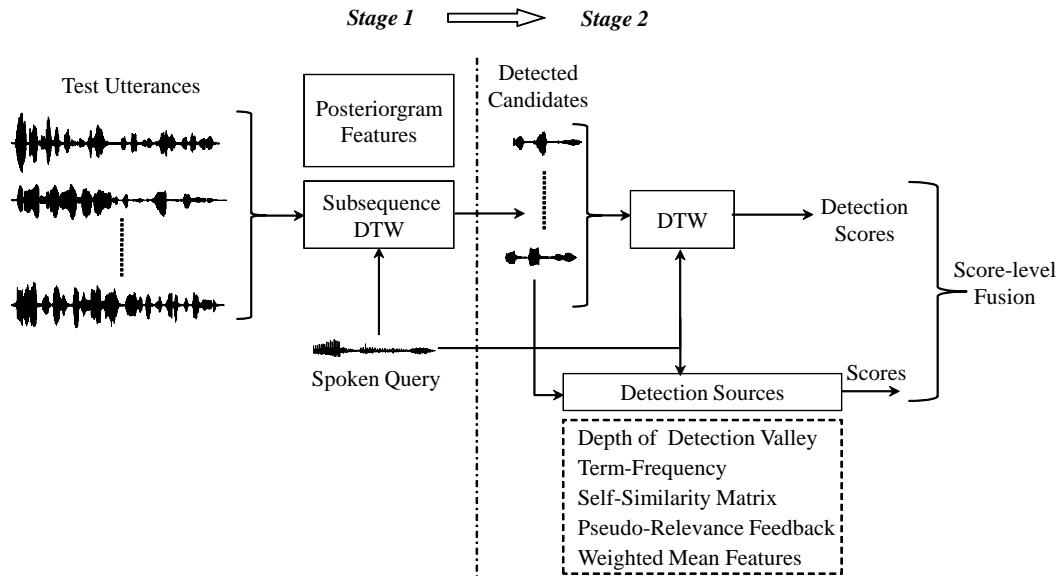 Stage 1
Stage 2
Test Utterances
Posteriorgram
Features
Subsequence
DTW
Spoken Query
Detected
Candidates
DTW
Detection
Scores
Score-level
Fusion
Detection Sources
Scores
Depth of Detection Valley
Term-Frequency
Self-Similarity Matrix
Pseudo-Relevance Feedback
Weighted Mean Features